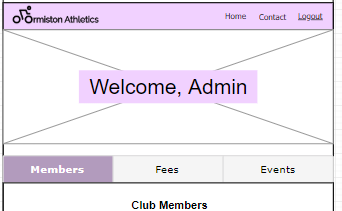 Ormiston Athletics
Home Contact Logout
Welcome, Admin
Members Fees Events
Club Members